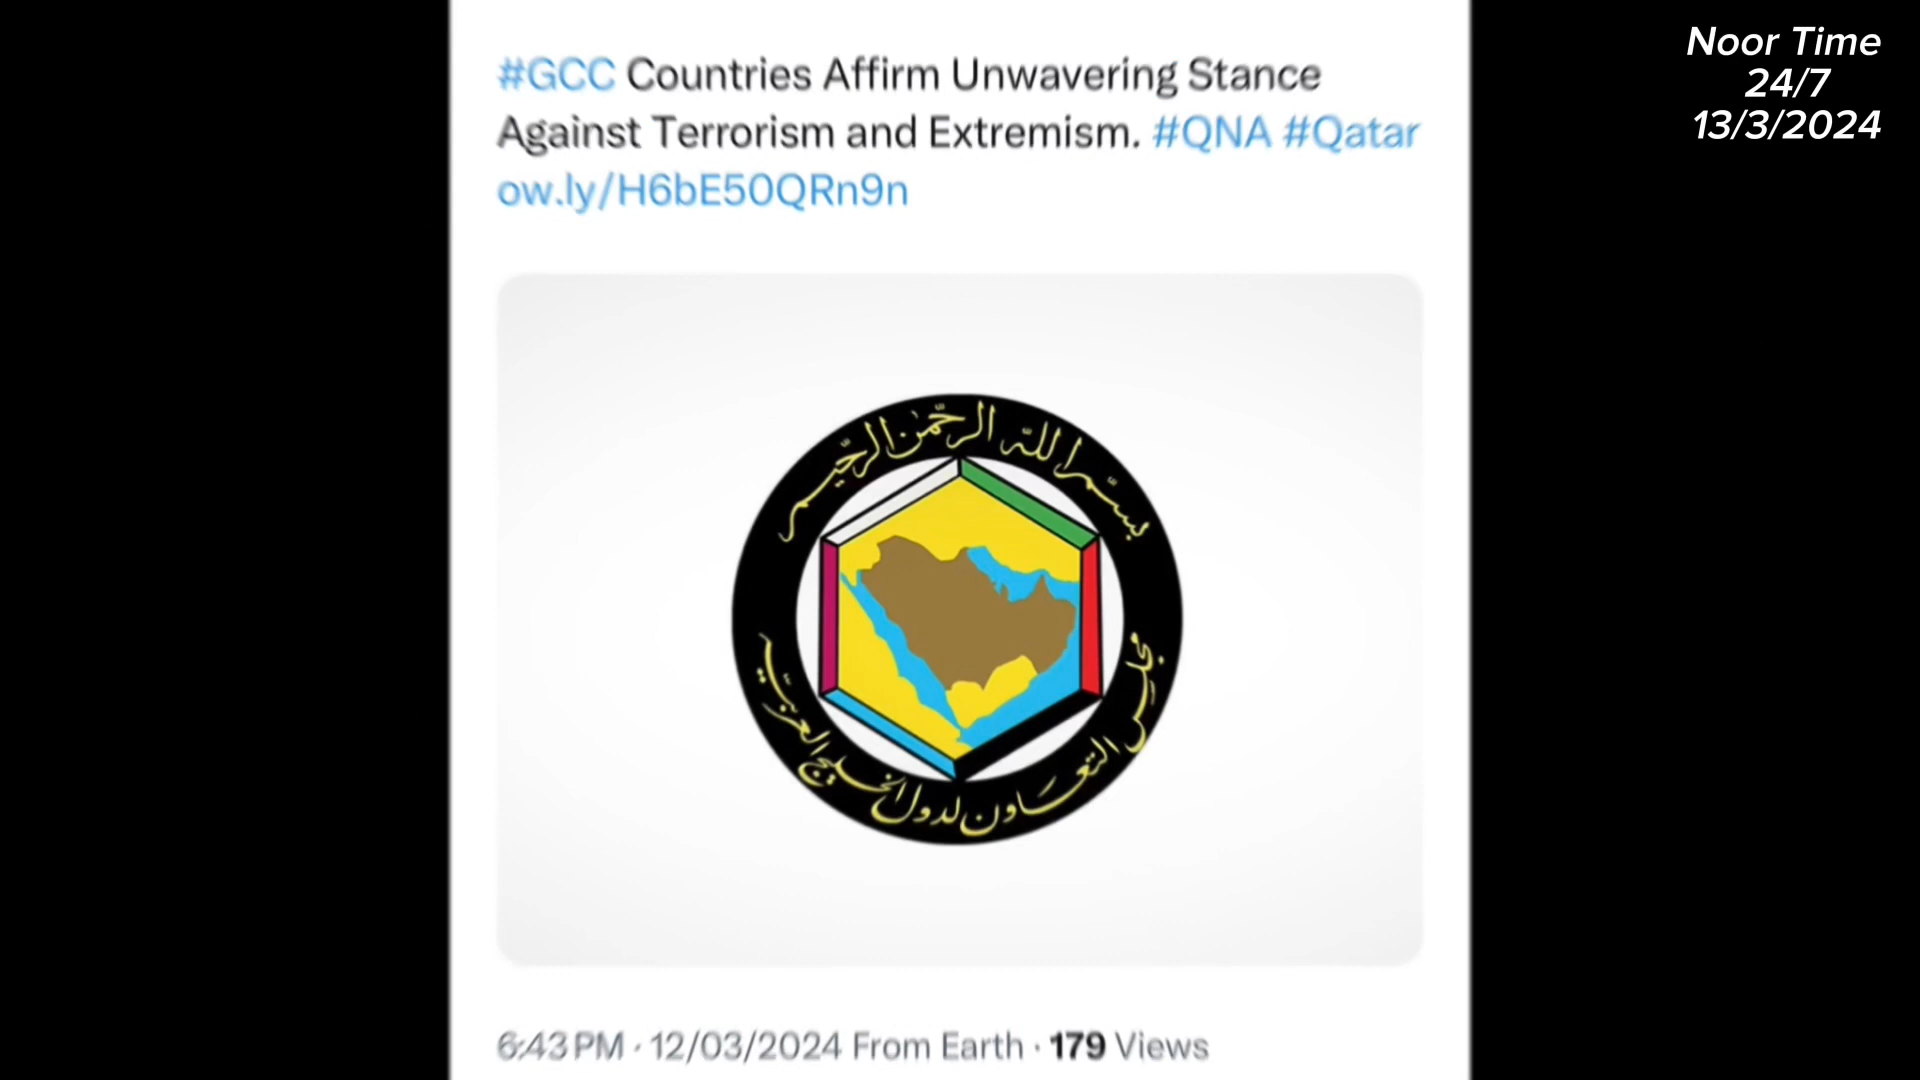 #GCC Countries Affirm Unwavering Stance
Against Terrorism and Extremism. #QNA #Qatar
ow.ly/H6bE50QRn9n
بسم الله الرحمن الرحيم
مجلس التعاون لدول الخليج العربية
6:43 PM · 12/03/2024 From Earth · 179 Views
Noor Time
24/7
13/3/2024